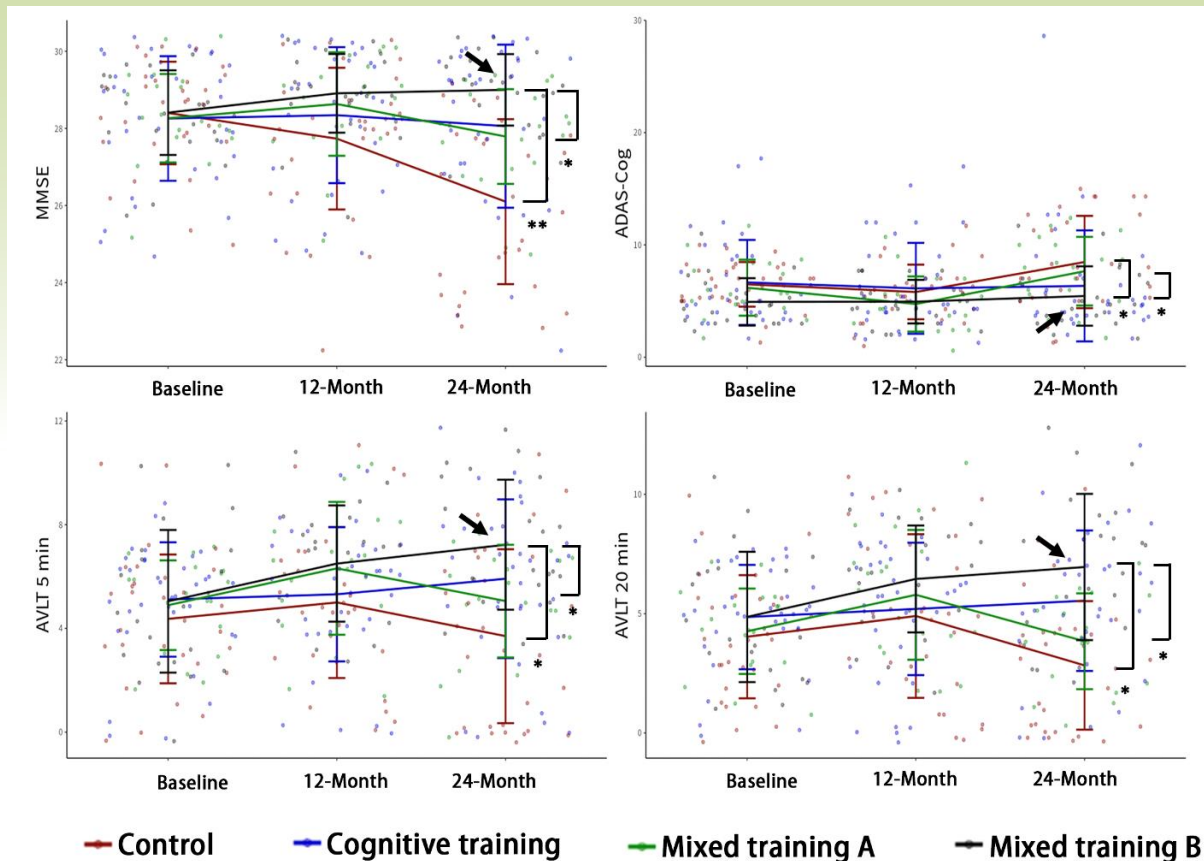 MMSE
30
28
26
24
22
*
**
Baseline
12-Month
24-Month
ADAS-Cog
30
20
10
0
*
*
Baseline
12-Month
24-Month
AVLT 5 min
12
8
4
0
*
*
Baseline
12-Month
24-Month
AVLT 20 min
10
5
0
*
*
Baseline
12-Month
24-Month
Control
Cognitive training
Mixed training A
Mixed training B